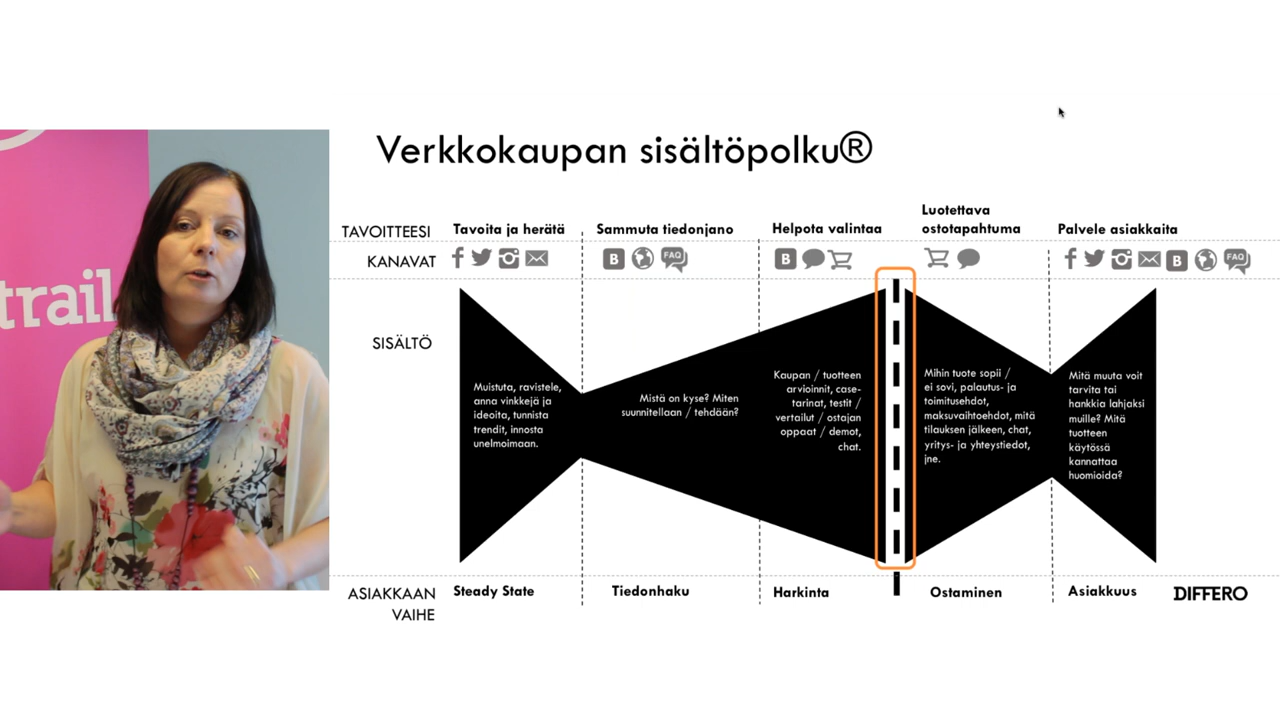 Verkkokaupan sisältöpolku®
TAVOITTEESI
Tavoita ja herätä
Sammuta tiedonjano
Helpota valintaa
Luotettava
ostotapahtuma
Palvele asiakkaita
KANAVAT
B
FAQ
B
B
FAQ
trail
SISÄLTÖ
Muistuta, ravistele,
anna vinkkejä ja
ideoita, tunnista
trendit, innosta
unelmoimaan.
Mistä on kyse? Miten
suunnitellaan / tehdään?
Kaupan / tuotteen
arvioinnit, case-
tarinat, testit /
vertailut / ostajan
oppaat / demot,
chat.
Mihin tuote sopii /
ei sovi, palautus- ja
toimitusehdot,
maksuvaihtoehdot, mitä
tilauksen jälkeen, chat,
yritys- ja yhteystiedot,
jne.
Mitä muuta voit
tarvita tai
hankkia lahjaksi
muille? Mitä
tuotteen
käytössä
kannattaa
huomioida?
ASIAKKAAN
VAIHE
Steady State
Tiedonhaku
Harkinta
Ostaminen
Asiakkuus
DIFFERO